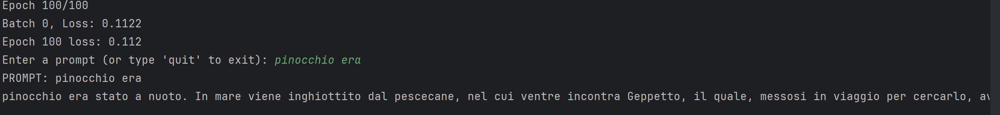 Epoch 100/100
Batch 0, Loss: 0.1122
Epoch 100 loss: 0.112
Enter a prompt (or type 'quit' to exit): pinocchio era
PROMPT: pinocchio era
pinocchio era stato a nuoto. In mare viene inghiottito dal pescecane, nel cui ventre incontra Geppetto, il quale, messosi in viaggio per cercarlo,